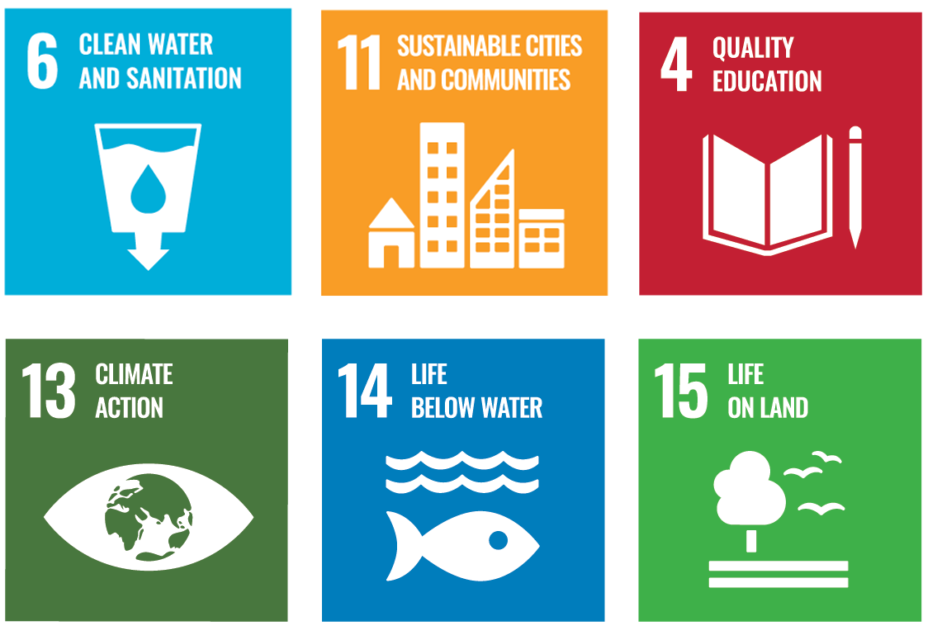 6 CLEAN WATER
AND SANITATION
11 SUSTAINABLE CITIES
AND COMMUNITIES
4 QUALITY
EDUCATION
13 CLIMATE
ACTION
14 LIFE
BELOW WATER
15 LIFE
ON LAND